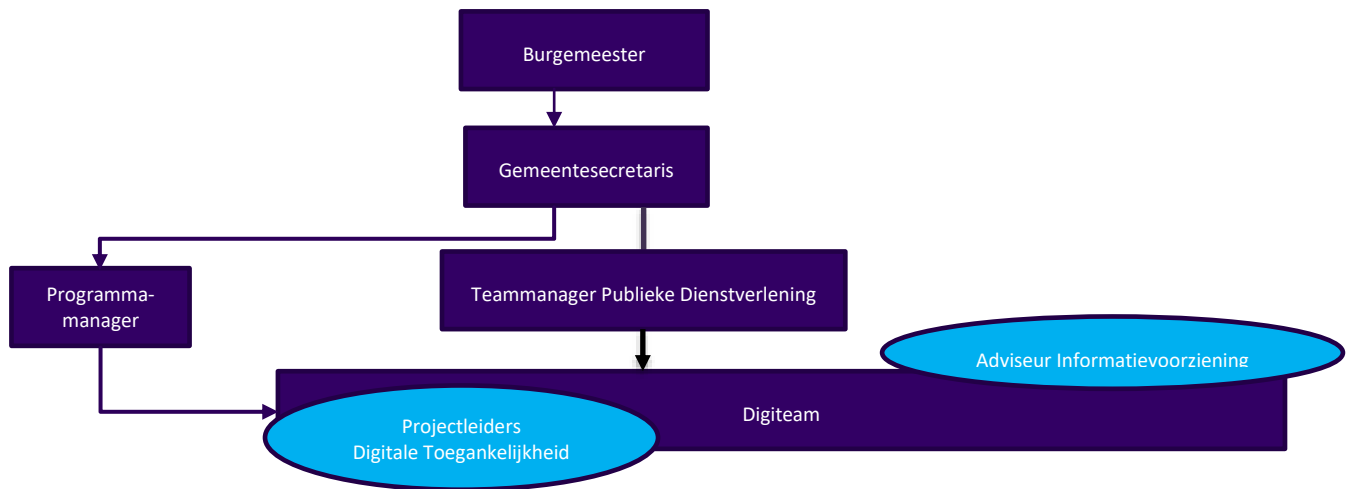 Burgemeester
Gemeentesecretaris
Programma-
manager
Teammanager Publieke Dienstverlening
Adviseur Informatievoorziening
Digiteam
Projectleiders
Digitale Toegankelijkheid